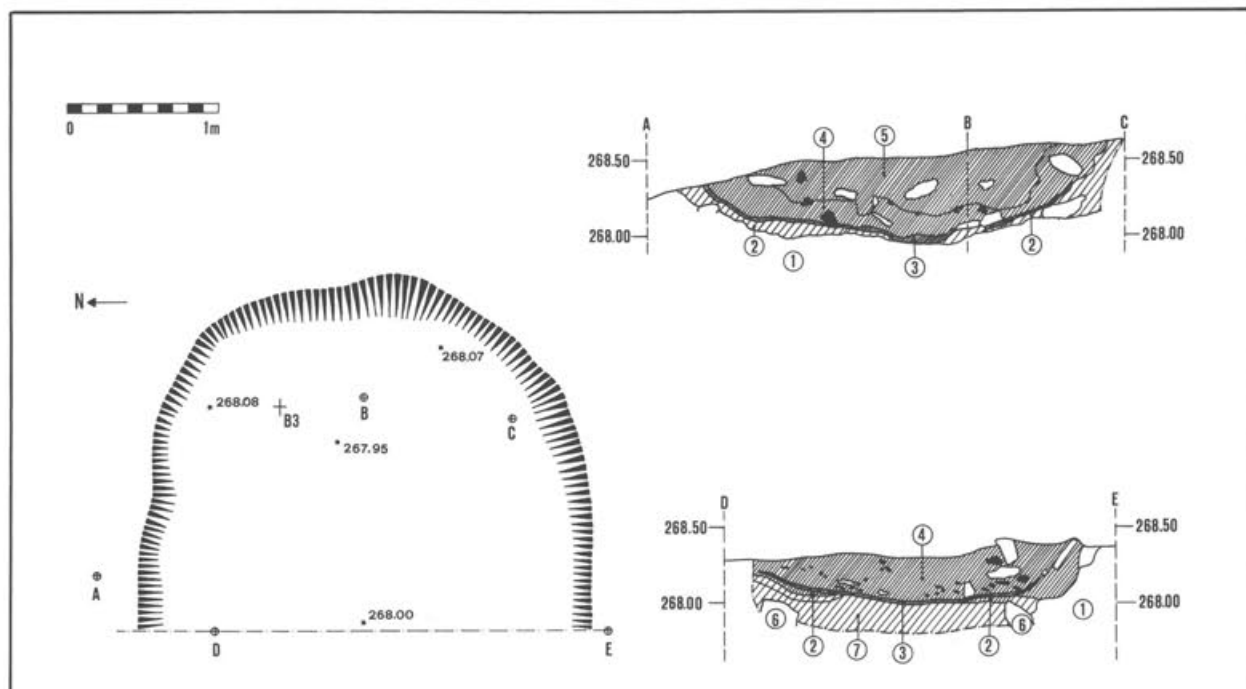 0 1m
N
268.08
B3
B
268.07
267.95
C
A
268.00
D E
A B C
④ ⑤
268.50 268.50
268.00 268.00
② ① ③ ②
D E
④
268.50 268.50
268.00 268.00
⑥ ② ⑦ ③ ② ⑥ ①